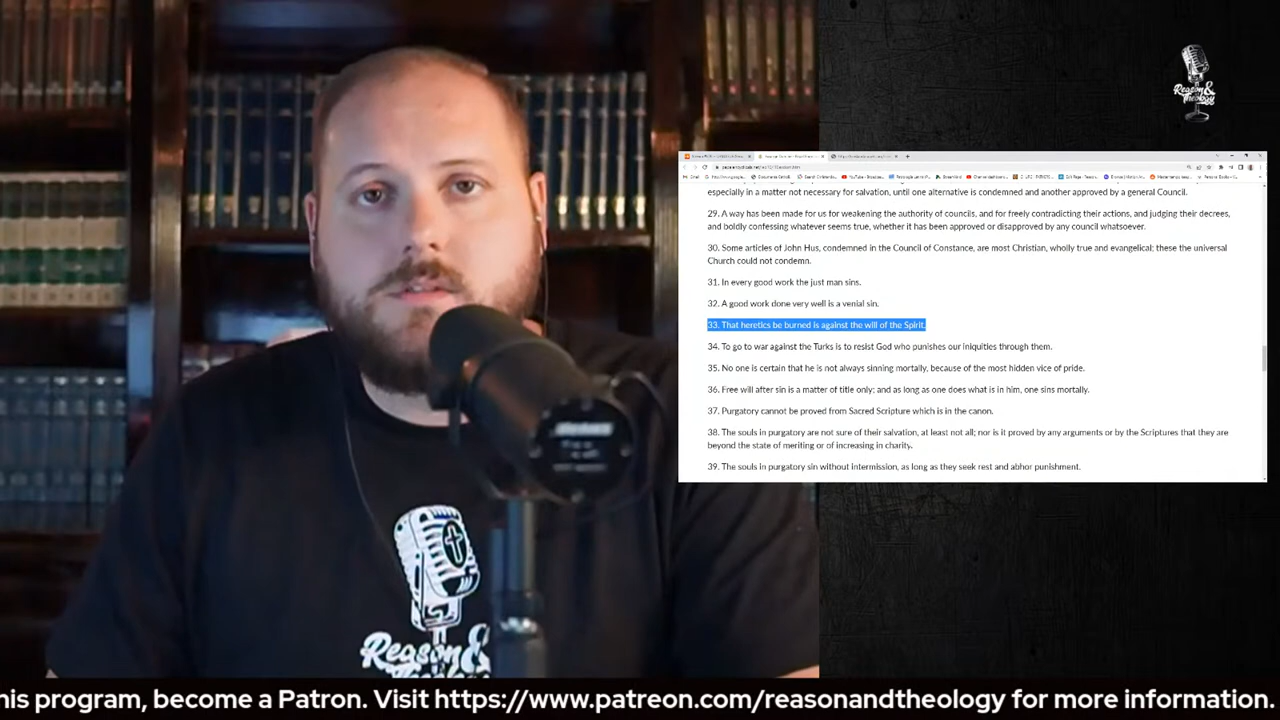 Reason &
Theology
especially in a matter not necessary for salvation, until one alternative is condemned and another approved by a general Council.
29. A way has been made for us for weakening the authority of councils, and for freely contradicting their actions, and judging their decrees,
and boldly confessing whatever seems true, whether it has been approved or disapproved by any council whatsoever.
30. Some articles of John Hus, condemned in the Council of Constance, are most Christian, wholly true and evangelical; these the universal
Church could not condemn.
31. In every good work the just man sins.
32. A good work done very well is a venial sin.
33. That heretics be burned is against the will of the Spirit.
34. To go to war against the Turks is to resist God who punishes our iniquities through them.
35. No one is certain that he is not always sinning mortally, because of the most hidden vice of pride.
36. Free will after sin is a matter of title only; and as long as one does what is in him, one sins mortally.
37. Purgatory cannot be proved from Sacred Scripture which is in the canon.
38. The souls in purgatory are not sure of their salvation, at least not all; nor is it proved by any arguments or by the Scriptures that they are
beyond the state of meriting or of increasing in charity.
39. The souls in purgatory sin without intermission, as long as they seek rest and abhor punishment.
Reason &
Theology
his program, become a Patron. Visit https://www.patreon.com/reasonandtheology for more information.